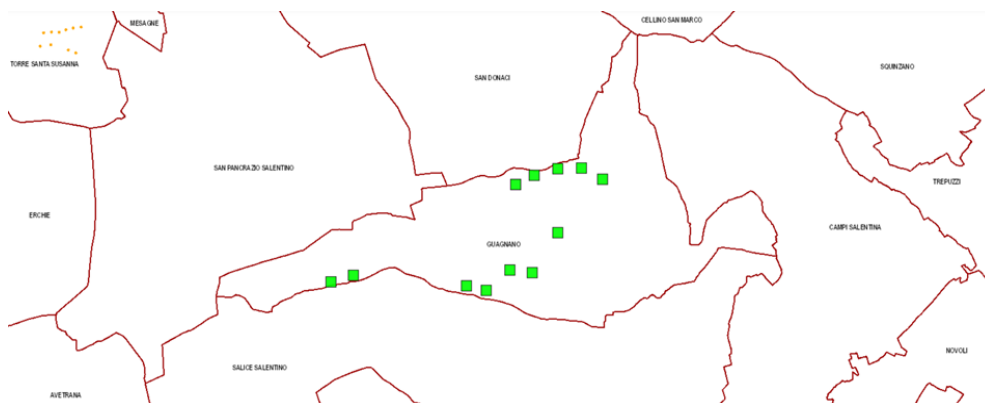 MESAGNE
CELLINO SAN MARCO
TORRE SANTA SUSANNA
SAN DONACI
SQUINZANO
SAN PANCRAZIO SALENTINO
TREPUZZI
ERCHIE
CAMPI SALENTINA
GUAGNANO
NOVOLI
SALICE SALENTINO
AVETRANA